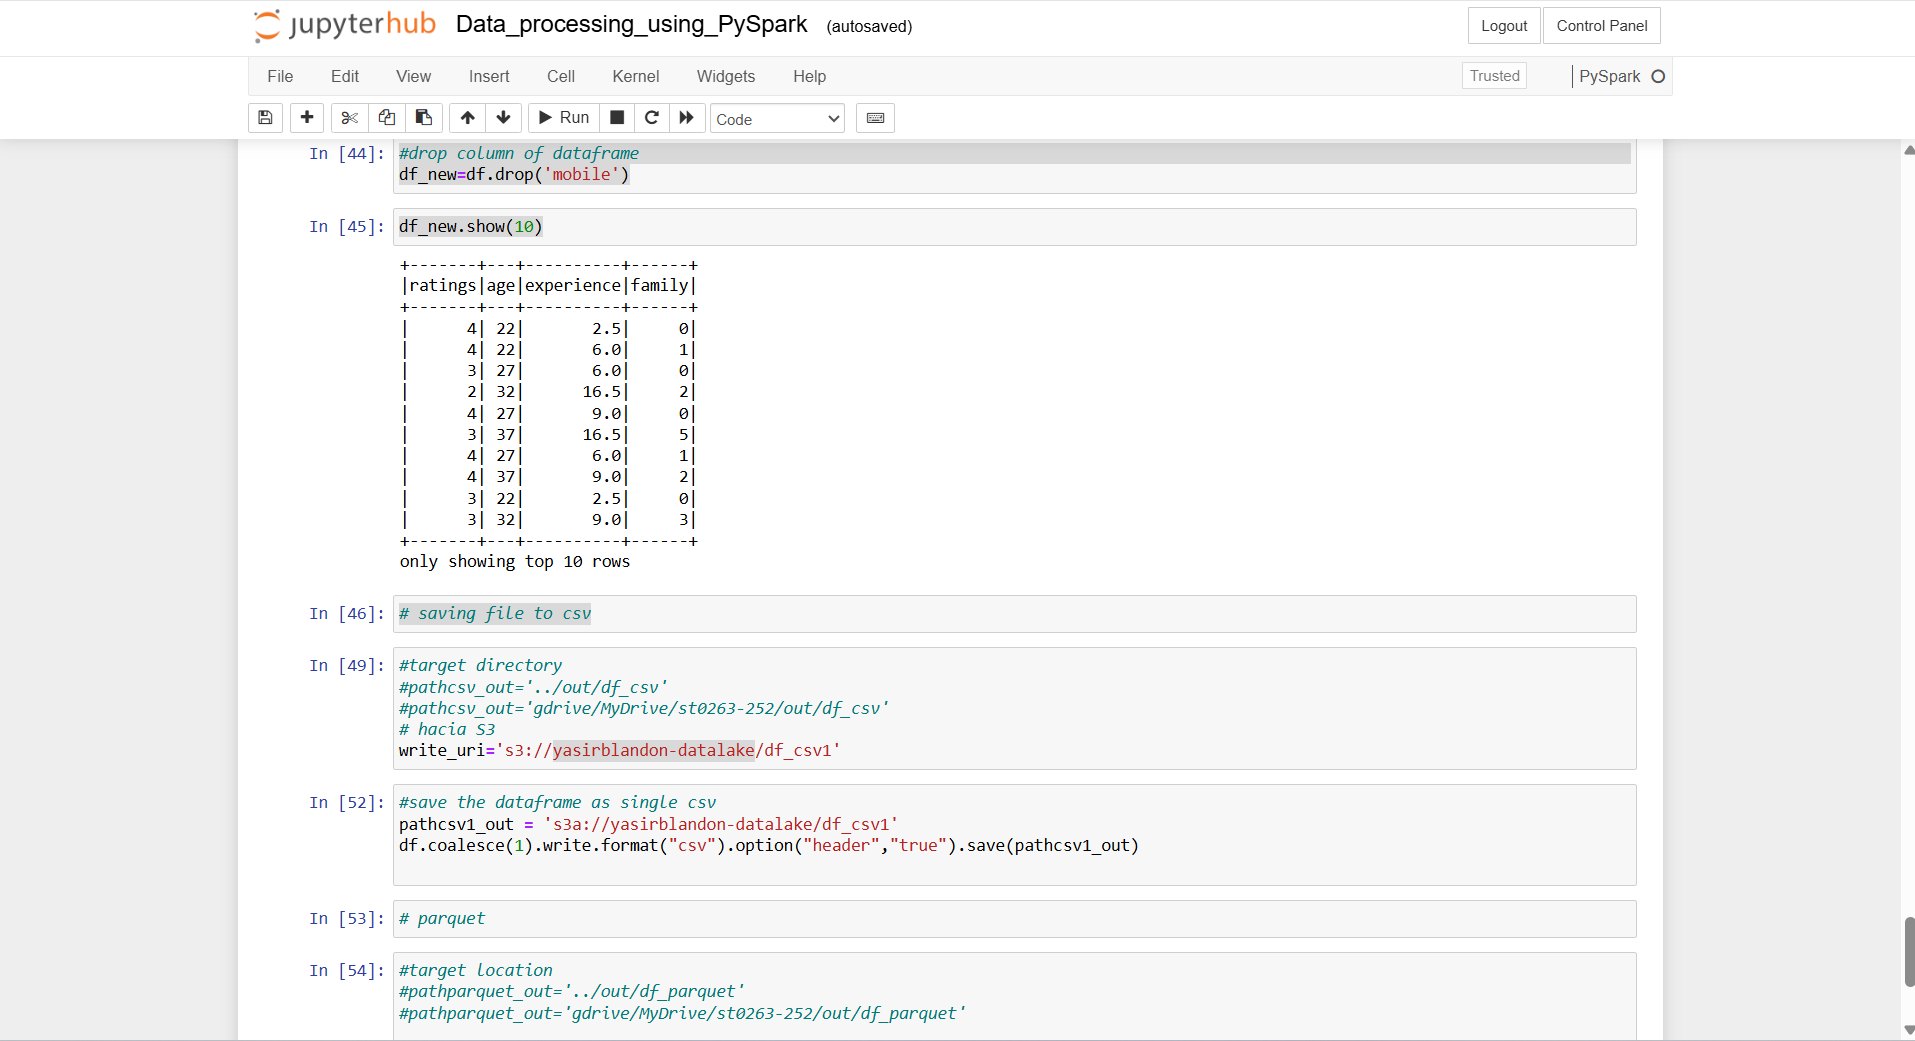 jupyterhub Data_processing_using_PySpark (autosaved) Logout Control Panel
File Edit View Insert Cell Kernel Widgets Help Trusted PySpark
Run Code
In [44]: #drop column of dataframe
df_new=df.drop('mobile')
In [45]: df_new.show(10)
+-------+---+----------+------+
|ratings|age|experience|family|
+-------+---+----------+------+
|      4| 22|       2.5|     0|
|      4| 22|       6.0|     1|
|      3| 27|       6.0|     0|
|      2| 32|      16.5|     2|
|      4| 27|       9.0|     0|
|      3| 37|      16.5|     5|
|      4| 27|       6.0|     1|
|      4| 37|       9.0|     2|
|      3| 22|       2.5|     0|
|      3| 32|       9.0|     3|
+-------+---+----------+------+
only showing top 10 rows
In [46]: # saving file to csv
In [49]: #target directory
#pathcsv_out='../out/df_csv'
#pathcsv_out='gdrive/MyDrive/st0263-252/out/df_csv'
# hacia S3
write_uri='s3://yasirblandon-datalake/df_csv1'
In [52]: #save the dataframe as single csv
pathcsv1_out = 's3a://yasirblandon-datalake/df_csv1'
df.coalesce(1).write.format("csv").option("header","true").save(pathcsv1_out)
In [53]: # parquet
In [54]: #target location
#pathparquet_out='../out/df_parquet'
#pathparquet_out='gdrive/MyDrive/st0263-252/out/df_parquet'